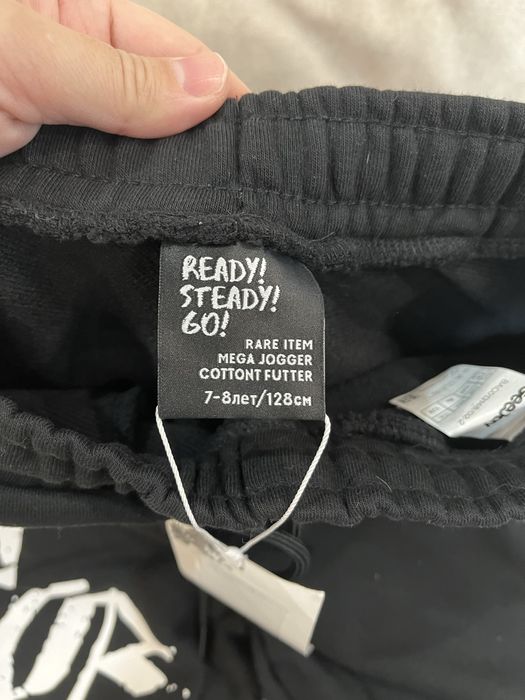 READY!
STEADY!
GO!
RARE ITEM
MEGA JOGGER
COTTONT FUTTER
7-8лет/128см